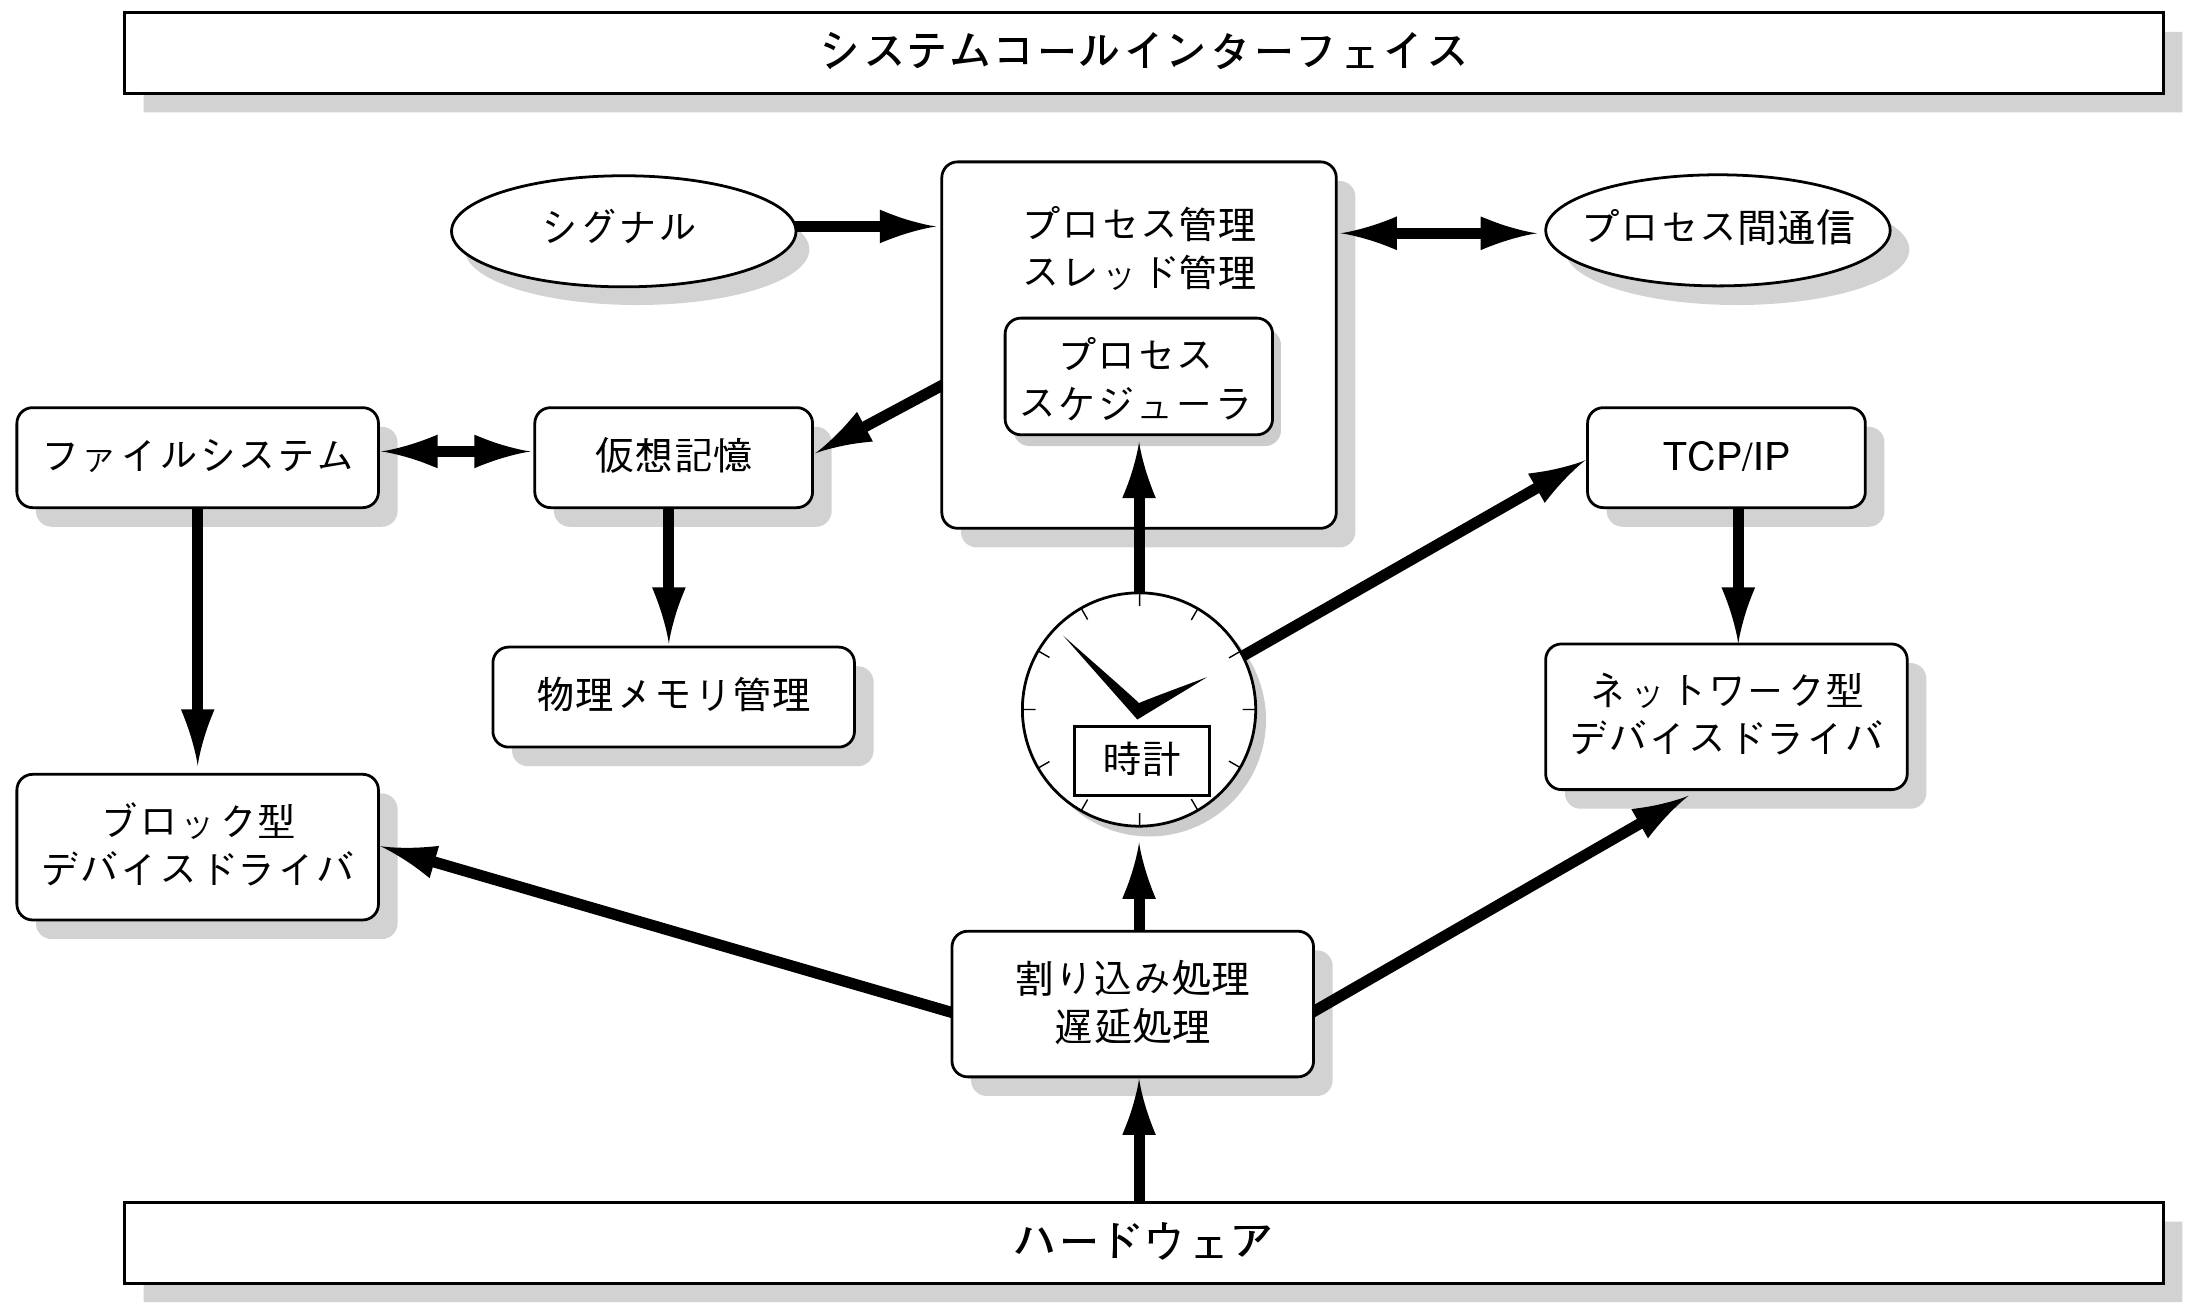 システムコールインターフェイス
シグナル
プロセス管理
スレッド管理
プロセス間通信
プロセス
スケジューラ
ファイルシステム
仮想記憶
TCP/IP
物理メモリ管理
ネットワーク型
デバイスドライバ
時計
ブロック型
デバイスドライバ
割り込み処理
遅延処理
ハードウェア